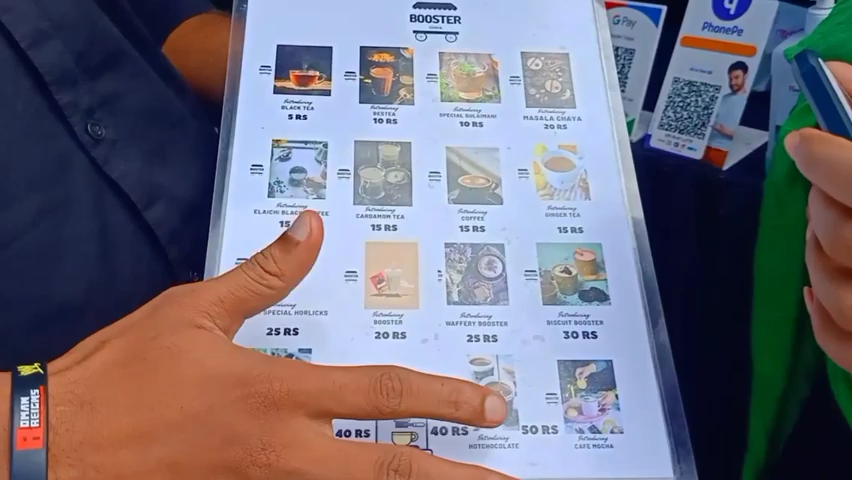 BOOSTER
G Pay
PhonePe
Introducing
BLACK TEA
5 RS
Introducing
BESTEA
10 RS
Introducing
SPECIAL SULAIMANI
10 RS
Introducing
MASALA CHAYA
20 RS
Introducing
ELAICHI BLACK
15
Introducing
CARDAMOM TEA
15 RS
Introducing
COFFEE
15 RS
Introducing
GINGER TEA
15 RS
SPECIAL HORLICKS
25 RS
Introducing
BOOSTER
20 RS
Introducing
WAFFERY BOOSTER
25 RS
Introducing
BISCUIT BOOSTER
30 RS
40 RS
40 RS
Introducing
HOTCHOCOLATE
50 RS
Introducing
CAFE MOCHA
ROMAN
REIGNS